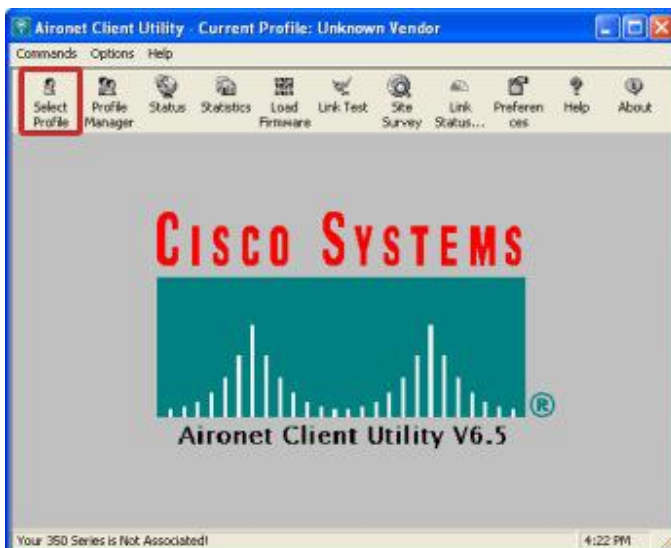 Aironet Client Utility - Current Profile: Unknown Vendor
Commands Options Help
Select Profile
Profile Manager
Status
Statistics
Load Firmware
Link Test
Site Survey
Link Status...
Preferen ces
Help
About
CISCO SYSTEMS
®
Aironet Client Utility V6.5
Your 350 Series is Not Associated!
4:22 PM